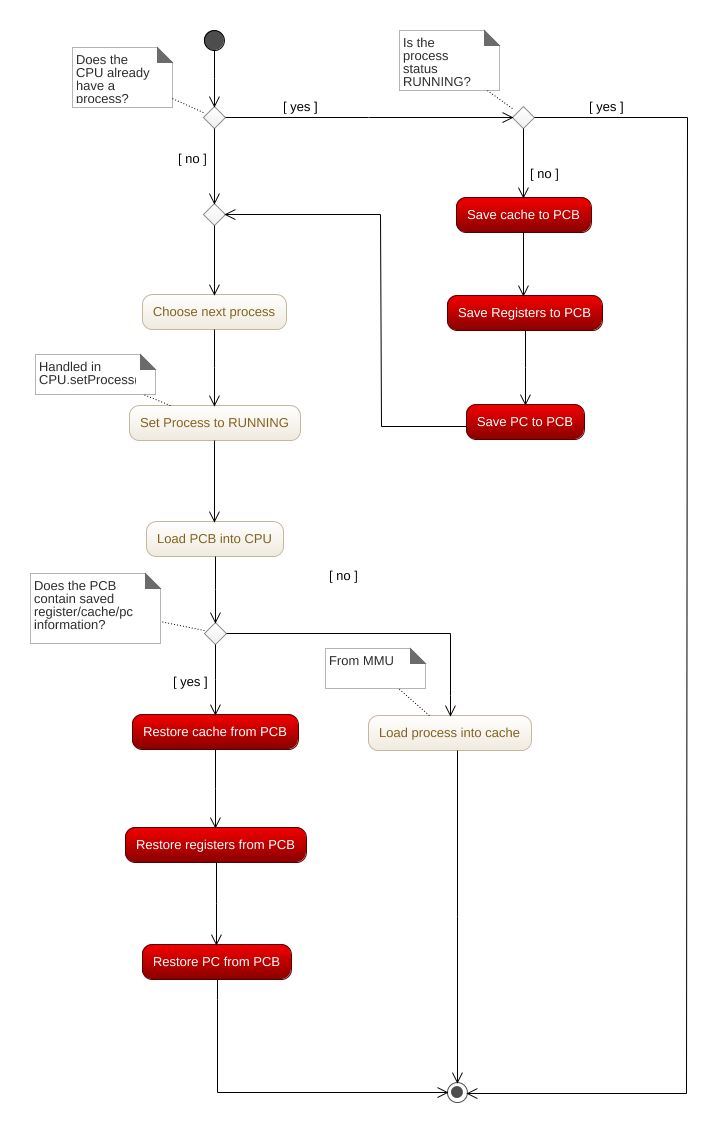 Does the
CPU already
have a
process?
Is the
process
status
RUNNING?
[ yes ]
[ yes ]
[ no ]
[ no ]
Save cache to PCB
Choose next process
Save Registers to PCB
Handled in
CPU.setProcess(
Set Process to RUNNING
Save PC to PCB
Load PCB into CPU
[ no ]
Does the PCB
contain saved
register/cache/pc
information?
From MMU
[ yes ]
Restore cache from PCB
Load process into cache
Restore registers from PCB
Restore PC from PCB